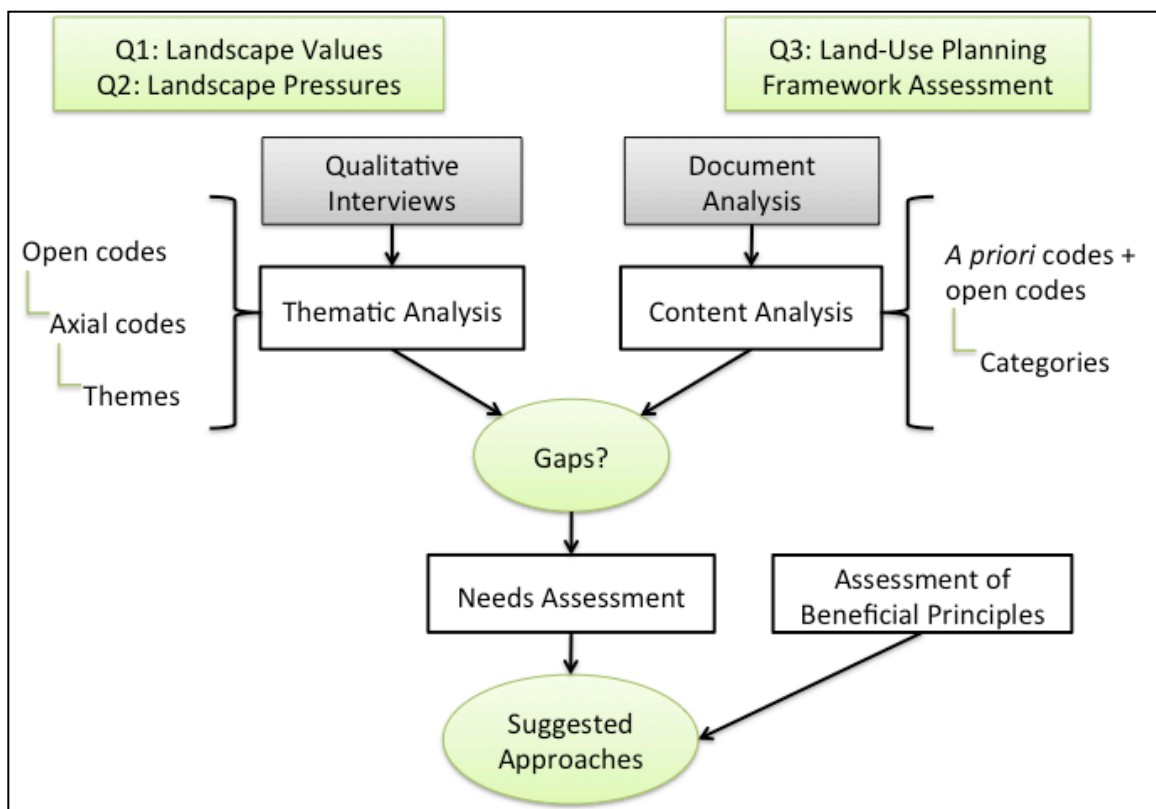 Q1: Landscape Values
Q2: Landscape Pressures
Q3: Land-Use Planning
Framework Assessment
Qualitative
Interviews
Document
Analysis
Open codes
Axial codes
Themes
Thematic Analysis
Content Analysis
A priori codes +
open codes
Categories
Gaps?
Needs Assessment
Assessment of
Beneficial Principles
Suggested
Approaches